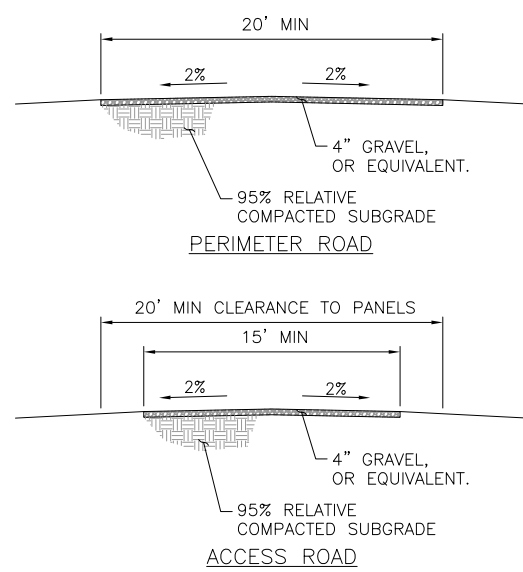 20' MIN
2%
2%
4" GRAVEL,
OR EQUIVALENT.
95% RELATIVE
COMPACTED SUBGRADE
PERIMETER ROAD
20' MIN CLEARANCE TO PANELS
15' MIN
2%
2%
4" GRAVEL,
OR EQUIVALENT.
95% RELATIVE
COMPACTED SUBGRADE
ACCESS ROAD